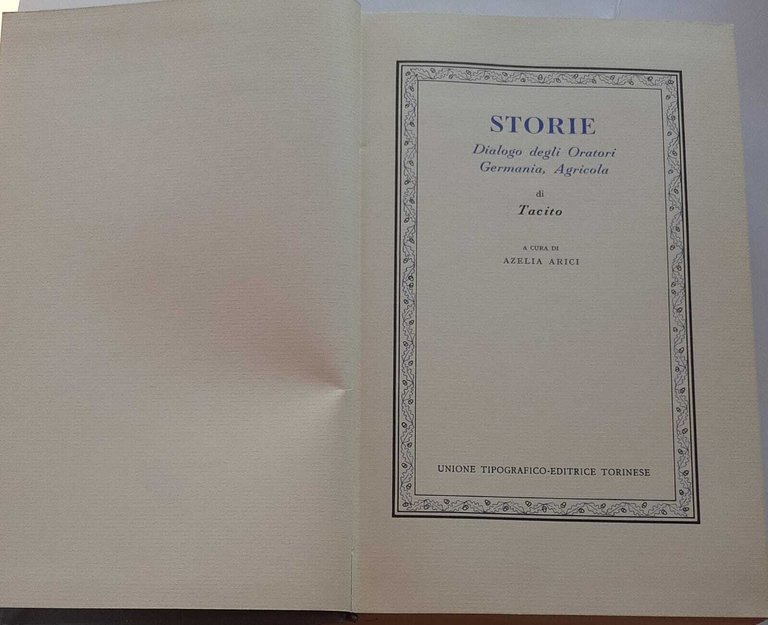 STORIE
Dialogo degli Oratori
Germania, Agricola
di
Tacito
A CURA DI
AZELIA ARICI
UNIONE TIPOGRAFICO-EDITRICE TORINESE